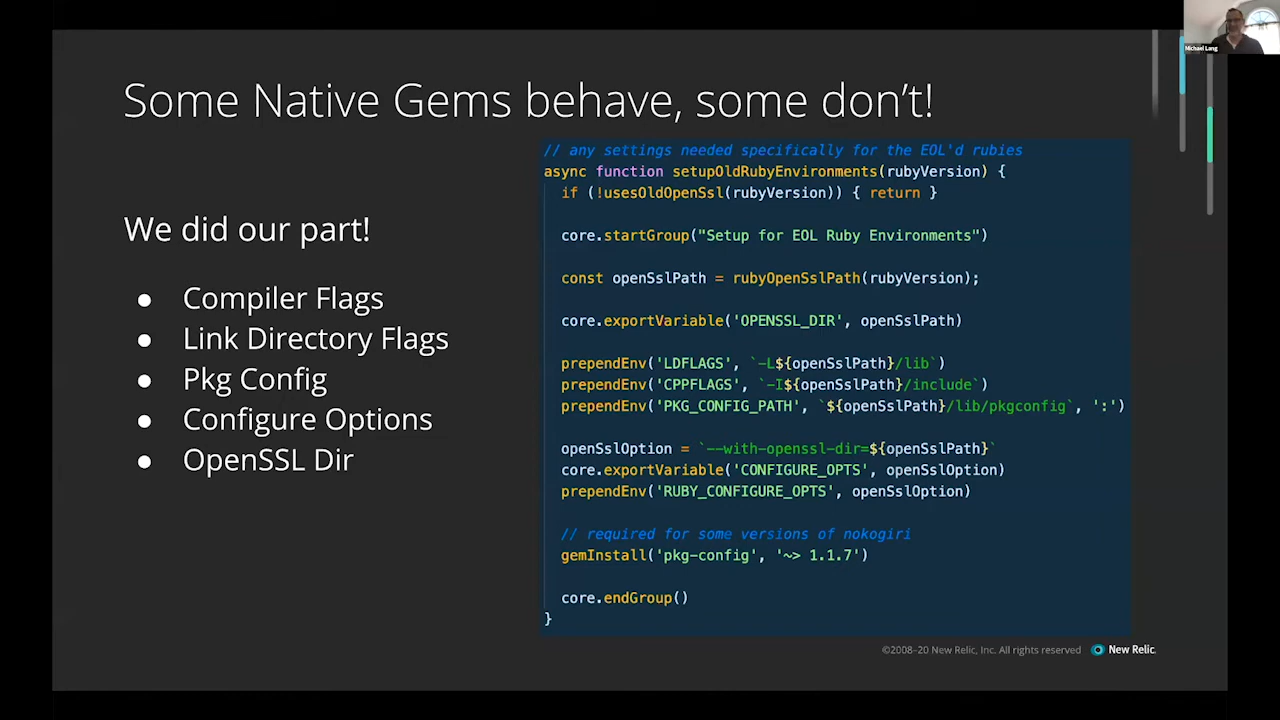 Michael Lang
Some Native Gems behave, some don't!
We did our part!
● Compiler Flags
● Link Directory Flags
● Pkg Config
● Configure Options
● OpenSSL Dir
// any settings needed specifically for the EOL'd rubies
async function setupOldRubyEnvironments(rubyVersion) {
  if (!usesOldOpenSsl(rubyVersion)) { return }
  core.startGroup("Setup for EOL Ruby Environments")
  const openSslPath = rubyOpenSslPath(rubyVersion);
  core.exportVariable('OPENSSL_DIR', openSslPath)
  prependEnv('LDFLAGS', `-L${openSslPath}/lib`)
  prependEnv('CPPFLAGS', `-I${openSslPath}/include`)
  prependEnv('PKG_CONFIG_PATH', `${openSslPath}/lib/pkgconfig`, ':')
  openSslOption = `--with-openssl-dir=${openSslPath}`
  core.exportVariable('CONFIGURE_OPTS', openSslOption)
  prependEnv('RUBY_CONFIGURE_OPTS', openSslOption)
  // required for some versions of nokogiri
  gemInstall('pkg-config', '~> 1.1.7')
  core.endGroup()
}
©2008–20 New Relic, Inc. All rights reserved
New Relic.